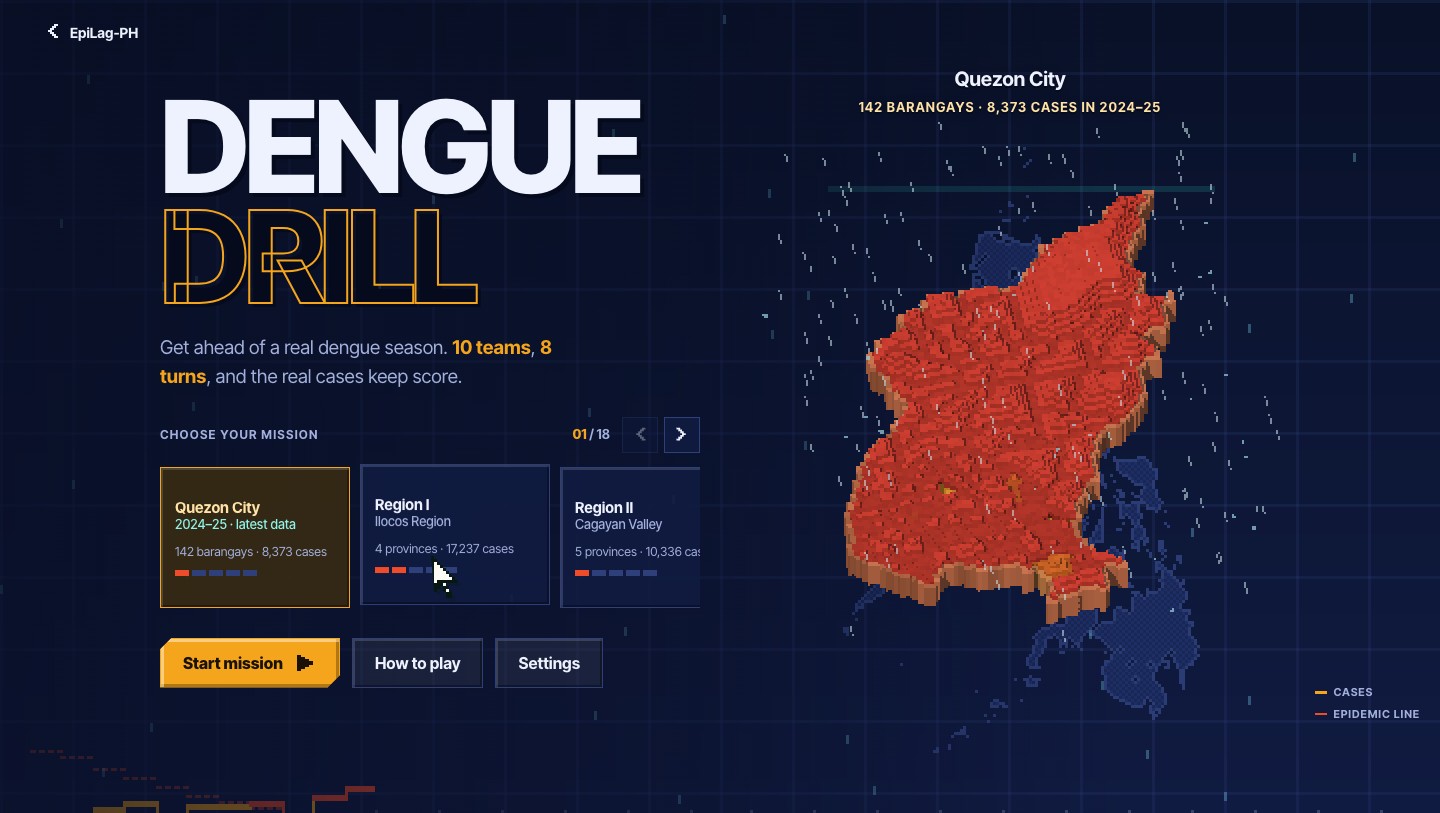 EpiLag-PH
DENGUE
DRILL
Get ahead of a real dengue season. 10 teams, 8
turns, and the real cases keep score.
CHOOSE YOUR MISSION
01 / 18
Quezon City
2024–25 · latest data
142 barangays · 8,373 cases
Region I
Ilocos Region
4 provinces · 17,237 cases
Region II
Cagayan Valley
5 provinces · 10,336 cas
Start mission
How to play
Settings
Quezon City
142 BARANGAYS · 8,373 CASES IN 2024–25
CASES
EPIDEMIC LINE